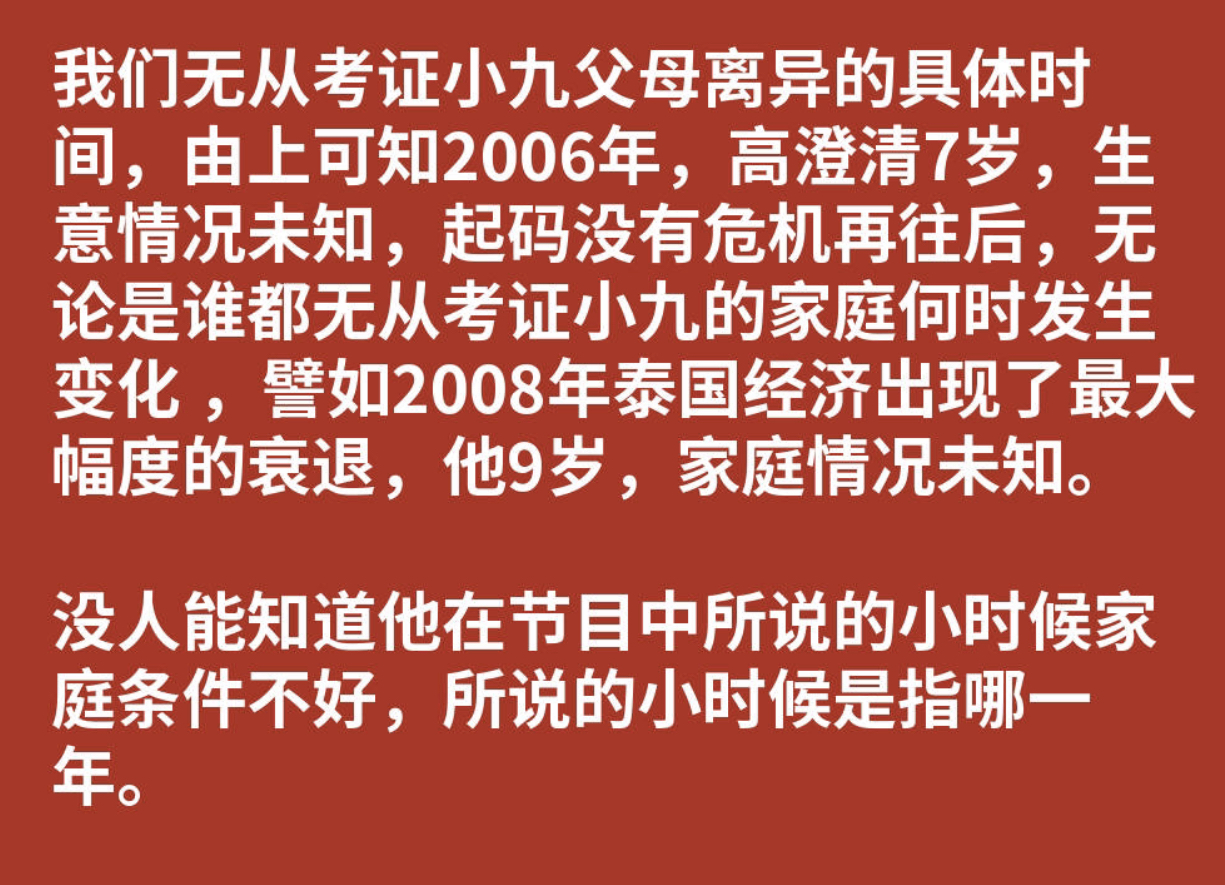 我们无从考证小九父母离异的具体时
间，由上可知2006年，高澄清7岁，生
意情况未知，起码没有危机再往后，无
论是谁都无从考证小九的家庭何时发生
变化 ，譬如2008年泰国经济出现了最大
幅度的衰退，他9岁，家庭情况未知。
没人能知道他在节目中所说的小时候家
庭条件不好，所说的小时候是指哪一
年。